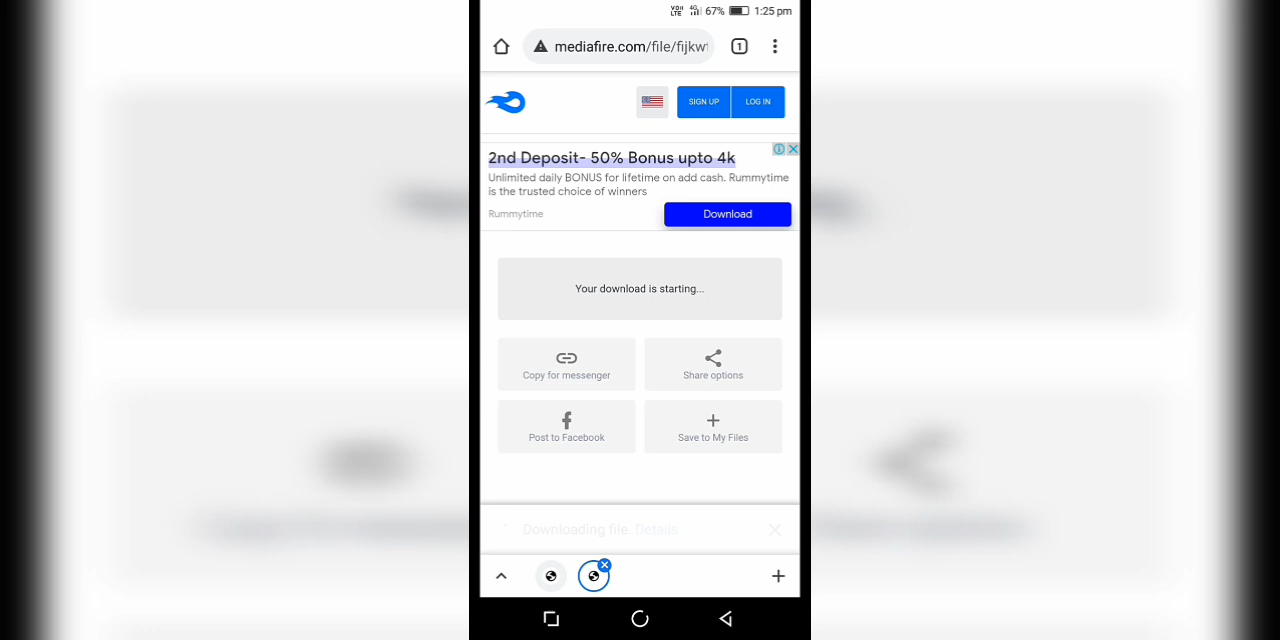 VoLTE 4G 67% 1:25 pm
mediafire.com/file/fijkw
1
SIGN UP LOG IN
2nd Deposit- 50% Bonus upto 4k
Unlimited daily BONUS for lifetime on add cash. Rummytime
is the trusted choice of winners
Rummytime Download
Your download is starting...
Copy for messenger Share options
Post to Facebook Save to My Files
Downloading file. Details